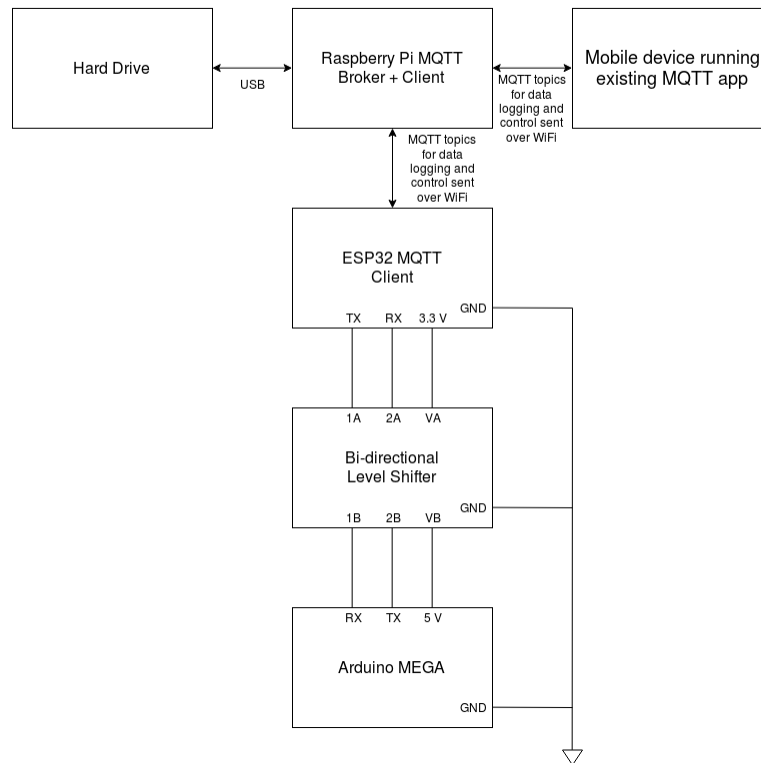 Hard Drive
USB
Raspberry Pi MQTT
Broker + Client
MQTT topics
for data
logging and
control sent
over WiFi
Mobile device running
existing MQTT app
MQTT topics
for data
logging and
control sent
over WiFi
ESP32 MQTT
Client
GND
TX RX 3.3 V
1A 2A VA
Bi-directional
Level Shifter
GND
1B 2B VB
RX TX 5 V
Arduino MEGA
GND